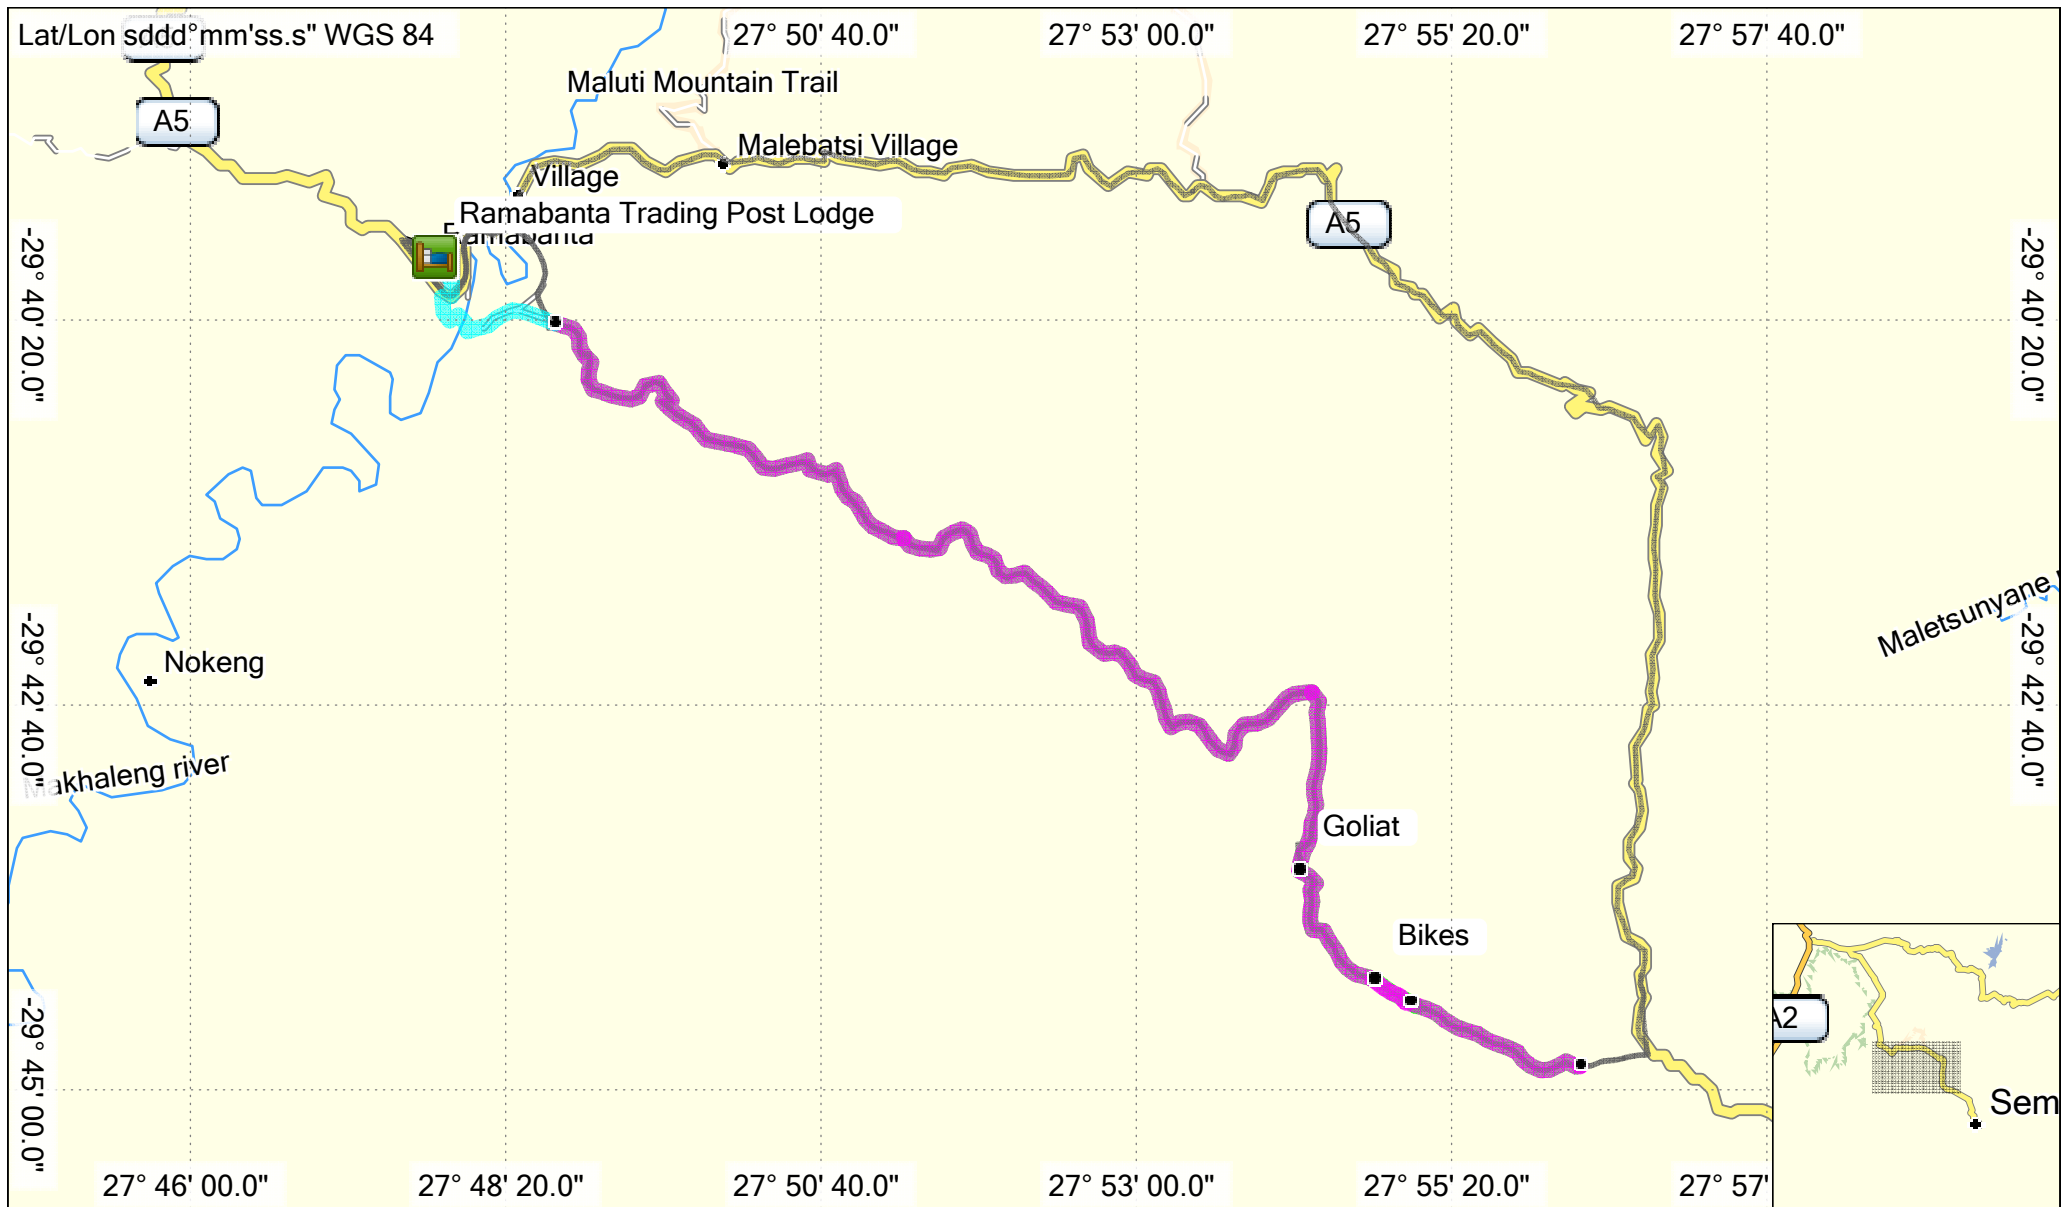 Lat/Lon sddd°mm'ss.s" WGS 84
27° 50' 40.0"
27° 53' 00.0"
27° 55' 20.0"
27° 57' 40.0"
Maluti Mountain Trail
A5
Malebatsi Village
Village
Ramabanta Trading Post Lodge
Ramabanta
A5
-29° 40' 20.0"
-29° 40' 20.0"
Maletsunyane
Nokeng
-29° 42' 40.0"
-29° 42' 40.0"
Makhaleng river
Goliat
Bikes
A2
Sem
-29° 45' 00.0"
27° 46' 00.0"
27° 48' 20.0"
27° 50' 40.0"
27° 53' 00.0"
27° 55' 20.0"
27° 57'